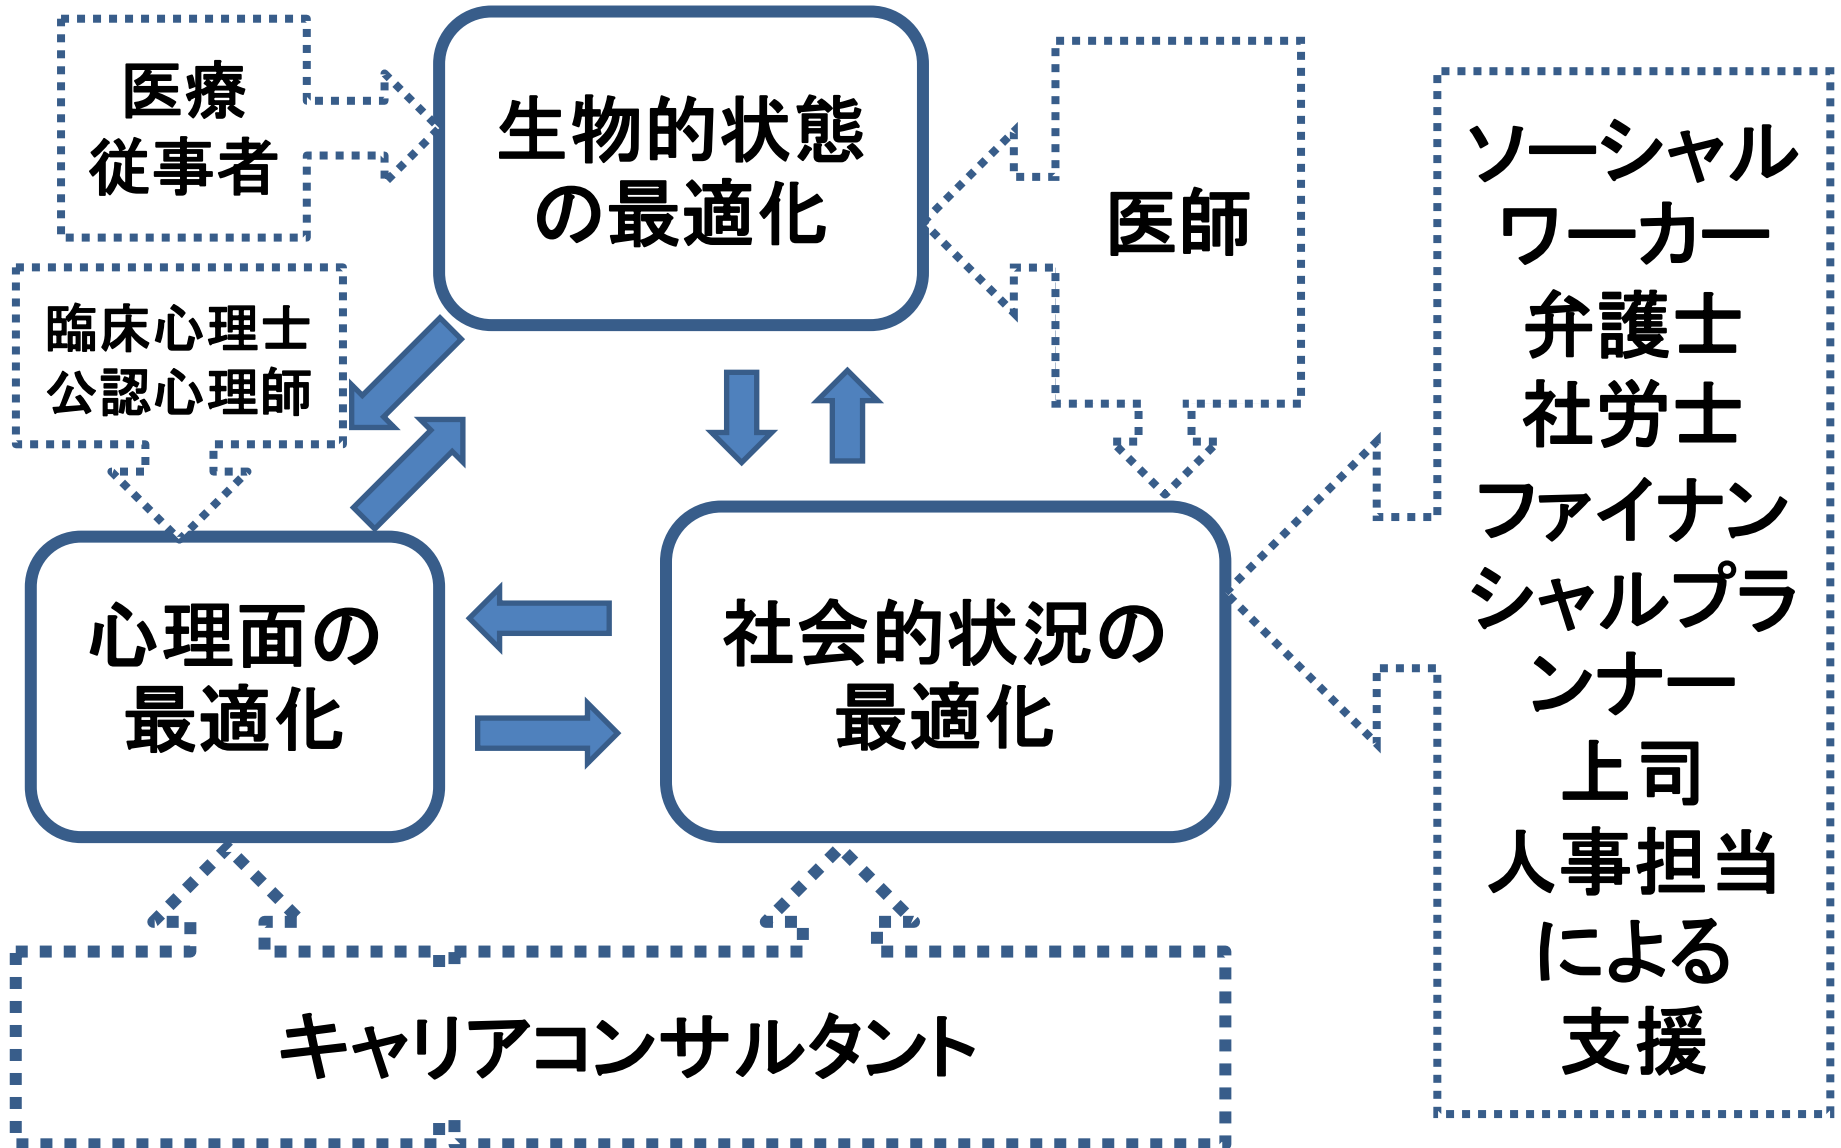 医療
従事者
生物的状態
の最適化
医師
臨床心理士
公認心理師
心理面の
最適化
社会的状況の
最適化
ソーシャル
ワーカー
弁護士
社労士
ファイナン
シャルプラ
ンナー
上司
人事担当
による
支援
キャリアコンサルタント